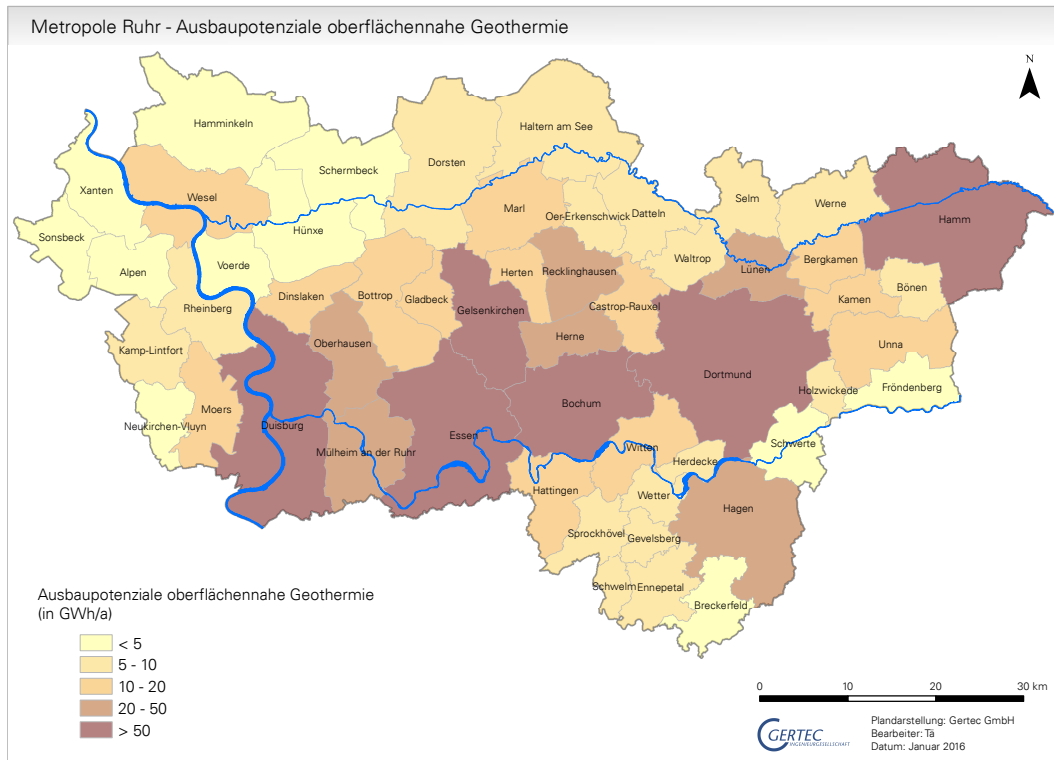 Metropole Ruhr - Ausbaupotenziale oberflächennahe Geothermie
N
Hamminkeln
Haltern am See
Dorsten
Schermbeck
Xanten
Wesel
Marl
Oer-Erkenschwick
Datteln
Selm
Werne
Hamm
Sonsbeck
Hünxe
Alpen
Voerde
Waltrop
Lünen
Bergkamen
Recklinghausen
Herten
Bönen
Dinslaken
Bottrop
Gladbeck
Kamen
Rheinberg
Gelsenkirchen
Castrop-Rauxel
Oberhausen
Herne
Unna
Kamp-Lintfort
Dortmund
Fröndenberg
Holzwickede
Bochum
Moers
Neukirchen-Vluyn
Duisburg
Essen
Schwerte
Mülheim an der Ruhr
Witten
Herdecke
Hattingen
Wetter
Hagen
Sprockhövel
Gevelsberg
Schwelm
Ennepetal
Breckerfeld
Ausbaupotenziale oberflächennahe Geothermie
(in GWh/a)
< 5
5 - 10
10 - 20
20 - 50
> 50
0 10 20 30 km
GERTEC
INGENIEURGESELLSCHAFT
Plandarstellung: Gertec GmbH
Bearbeiter: Tä
Datum: Januar 2016